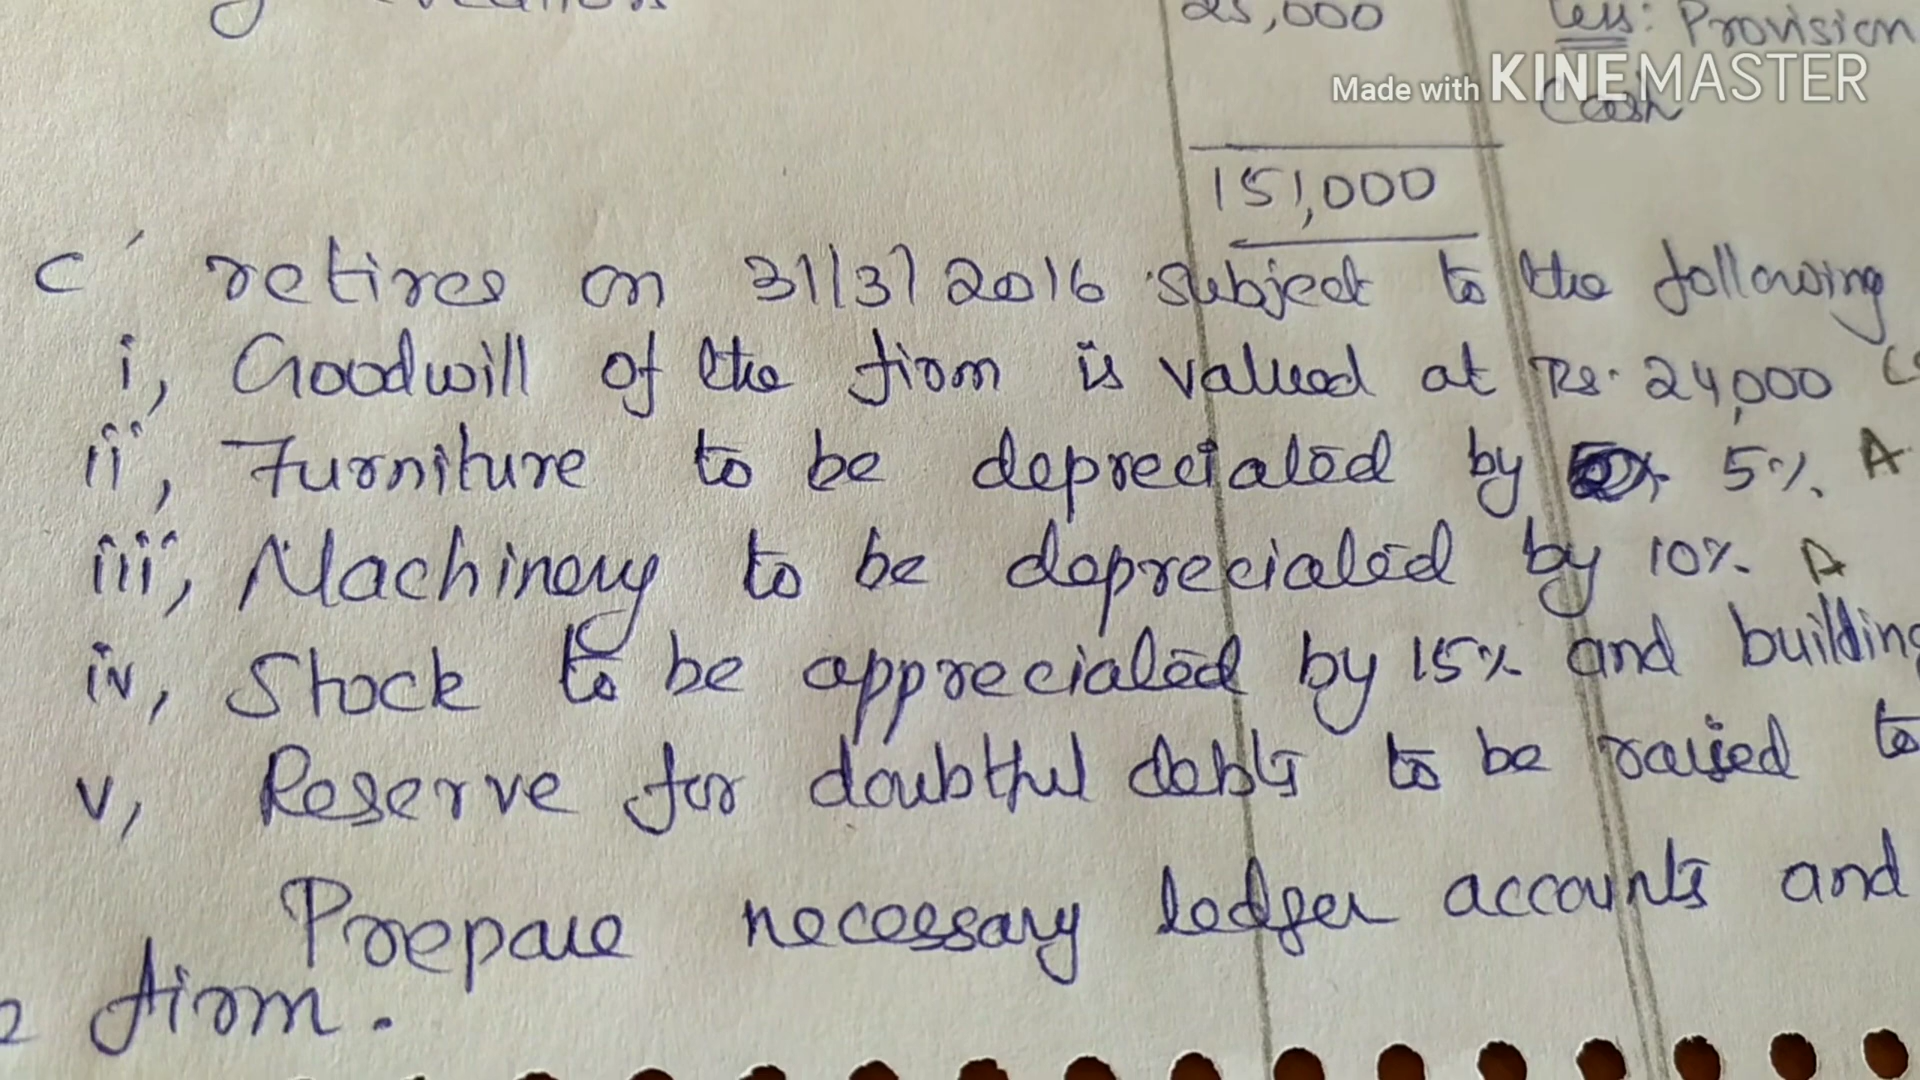 25,000 Less: Provision
Made with KINEMASTER
Cash
151,000
C retires on 31/3/2016 subject to the following
i, Goodwill of the firm is valued at Rs. 24,000
ii, Furniture to be depreciated by 5%. A
iii, Machinery to be depreciated by 10%. A
iv, Stock to be appreciated by 15% and building
v, Reserve for doubtful debts to be raised to
Prepare necessary ledger accounts and
firm.